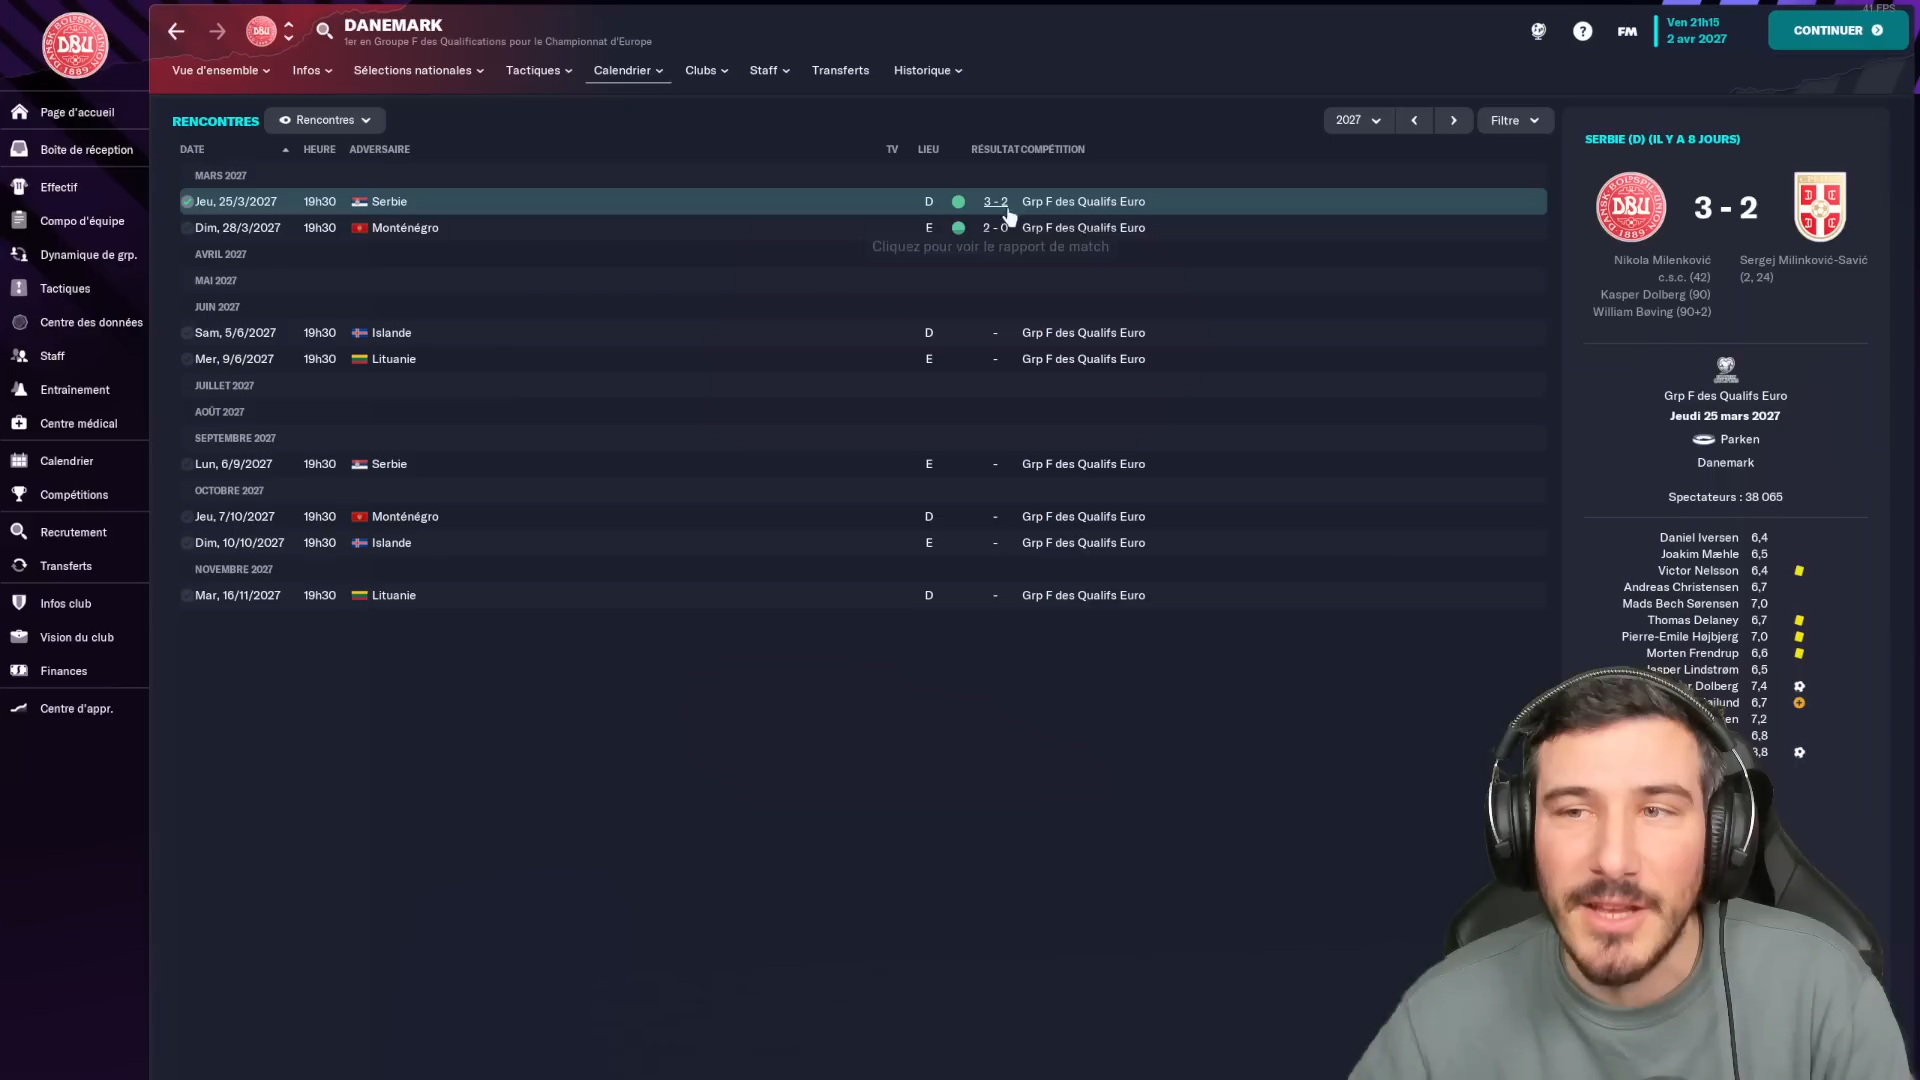 41 FPS
DANEMARK
1er en Groupe F des Qualifications pour le Championnat d'Europe
FM
Ven 21h15
2 avr 2027
CONTINUER
Vue d'ensemble
Infos
Sélections nationales
Tactiques
Calendrier
Clubs
Staff
Transferts
Historique
DANSK BOLDSPIL UNION
DBU
1889
Page d'accueil
Boîte de réception
Effectif
Compo d'équipe
Dynamique de grp.
Tactiques
Centre des données
Staff
Entraînement
Centre médical
Calendrier
Compétitions
Recrutement
Transferts
Infos club
Vision du club
Finances
Centre d'appr.
RENCONTRES
Rencontres
2027
Filtre
DATE HEURE ADVERSAIRE TV LIEU RÉSULTAT COMPÉTITION
MARS 2027
Jeu, 25/3/2027 19h30 Serbie D 3 - 2 Grp F des Qualifs Euro
Dim, 28/3/2027 19h30 Monténégro E 2 - 0 Grp F des Qualifs Euro
Cliquez pour voir le rapport de match
AVRIL 2027
MAI 2027
JUIN 2027
Sam, 5/6/2027 19h30 Islande D - Grp F des Qualifs Euro
Mer, 9/6/2027 19h30 Lituanie E - Grp F des Qualifs Euro
JUILLET 2027
AOÛT 2027
SEPTEMBRE 2027
Lun, 6/9/2027 19h30 Serbie E - Grp F des Qualifs Euro
OCTOBRE 2027
Jeu, 7/10/2027 19h30 Monténégro D - Grp F des Qualifs Euro
Dim, 10/10/2027 19h30 Islande E - Grp F des Qualifs Euro
NOVEMBRE 2027
Mar, 16/11/2027 19h30 Lituanie D - Grp F des Qualifs Euro
SERBIE (D) (IL Y A 8 JOURS)
3 - 2
Nikola Milenković
c.s.c. (42)
Kasper Dolberg (90)
William Bøving (90+2)
Sergej Milinković-Savić
(2, 24)
Grp F des Qualifs Euro
Jeudi 25 mars 2027
Parken
Danemark
Spectateurs : 38 065
Daniel Iversen 6,4
Joakim Mæhle 6,5
Victor Nelsson 6,4
Andreas Christensen 6,7
Mads Bech Sørensen 7,0
Thomas Delaney 6,7
Pierre-Emile Højbjerg 7,0
Morten Frendrup 6,6
Jesper Lindstrøm 6,5
Dolberg 7,4
6,7
7,2
6,8